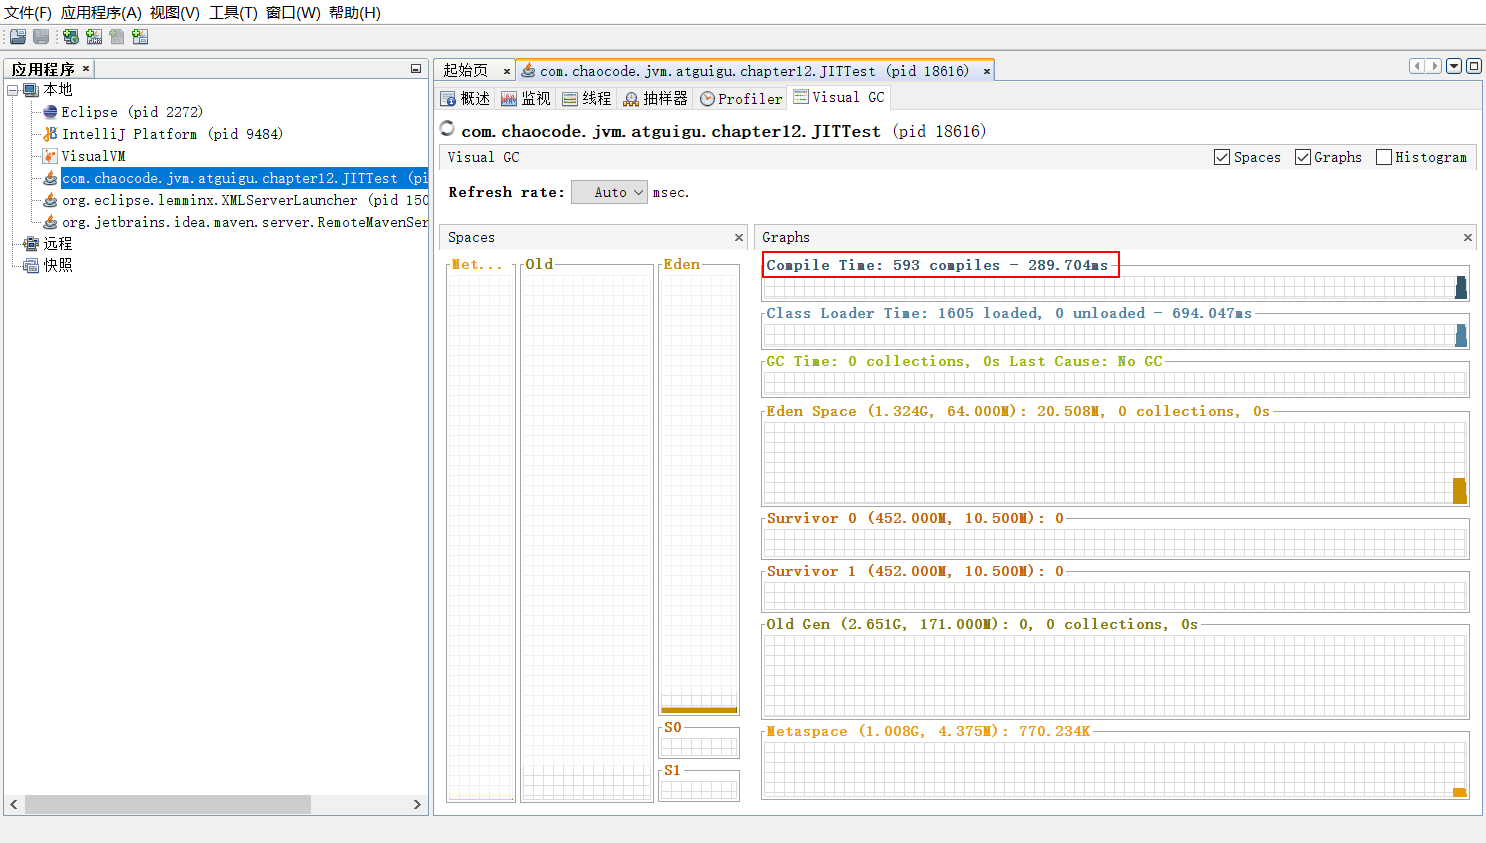 文件(F) 应用程序(A) 视图(V) 工具(T) 窗口(W) 帮助(H)
应用程序
本地
Eclipse (pid 2272)
IntelliJ Platform (pid 9484)
VisualVM
com.chaocode.jvm.atguigu.chapter12.JITTest (pi
org.eclipse.lemminx.XMLServerLauncher (pid 150
org.jetbrains.idea.maven.server.RemoteMavenSer
远程
快照
起始页 com.chaocode.jvm.atguigu.chapter12.JITTest (pid 18616)
概述 监视 线程 抽样器 Profiler Visual GC
com.chaocode.jvm.atguigu.chapter12.JITTest (pid 18616)
Visual GC Spaces Graphs Histogram
Refresh rate: Auto msec.
Spaces
Met... Old Eden
S0
S1
Graphs
Compile Time: 593 compiles - 289.704ms
Class Loader Time: 1605 loaded, 0 unloaded - 694.047ms
GC Time: 0 collections, 0s Last Cause: No GC
Eden Space (1.324G, 64.000M): 20.508M, 0 collections, 0s
Survivor 0 (452.000M, 10.500M): 0
Survivor 1 (452.000M, 10.500M): 0
Old Gen (2.651G, 171.000M): 0, 0 collections, 0s
Metaspace (1.008G, 4.375M): 770.234K